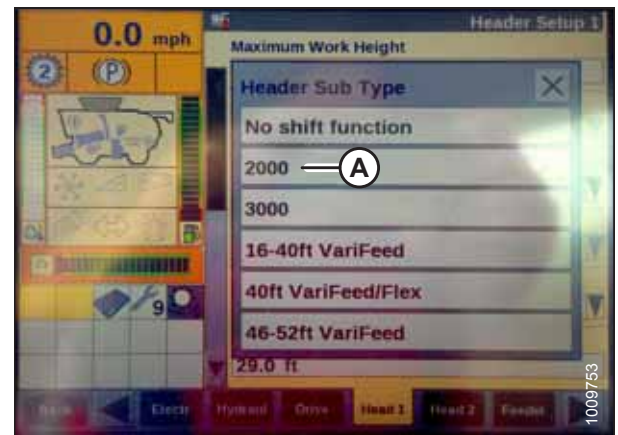 0.0 mph
Header Setup 1
Maximum Work Height
2
(P)
Header Sub Type
No shift function
2000
A
3000
16-40ft VariFeed
40ft VariFeed/Flex
46-52ft VariFeed
9
29.0 ft
Back
Electr
Hydraul
Drive
Head 1
Head 2
Feeder
1009753